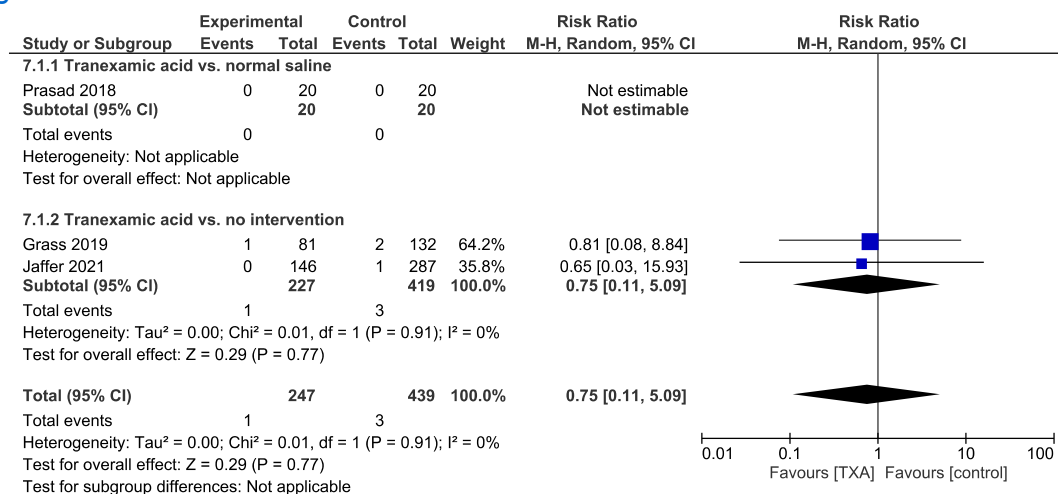 Experimental Control Risk Ratio Risk Ratio
Study or Subgroup Events Total Events Total Weight M-H, Random, 95% CI M-H, Random, 95% CI
7.1.1 Tranexamic acid vs. normal saline
Prasad 2018 0 20 0 20 Not estimable
Subtotal (95% CI) 20 20 Not estimable
Total events 0 0
Heterogeneity: Not applicable
Test for overall effect: Not applicable
7.1.2 Tranexamic acid vs. no intervention
Grass 2019 1 81 2 132 64.2% 0.81 [0.08, 8.84]
Jaffer 2021 0 146 1 287 35.8% 0.65 [0.03, 15.93]
Subtotal (95% CI) 227 419 100.0% 0.75 [0.11, 5.09]
Total events 1 3
Heterogeneity: Tau² = 0.00; Chi² = 0.01, df = 1 (P = 0.91); I² = 0%
Test for overall effect: Z = 0.29 (P = 0.77)
Total (95% CI) 247 439 100.0% 0.75 [0.11, 5.09]
Total events 1 3
Heterogeneity: Tau² = 0.00; Chi² = 0.01, df = 1 (P = 0.91); I² = 0%
Test for overall effect: Z = 0.29 (P = 0.77)
Test for subgroup differences: Not applicable
0.01 0.1 1 10 100
Favours [TXA] Favours [control]